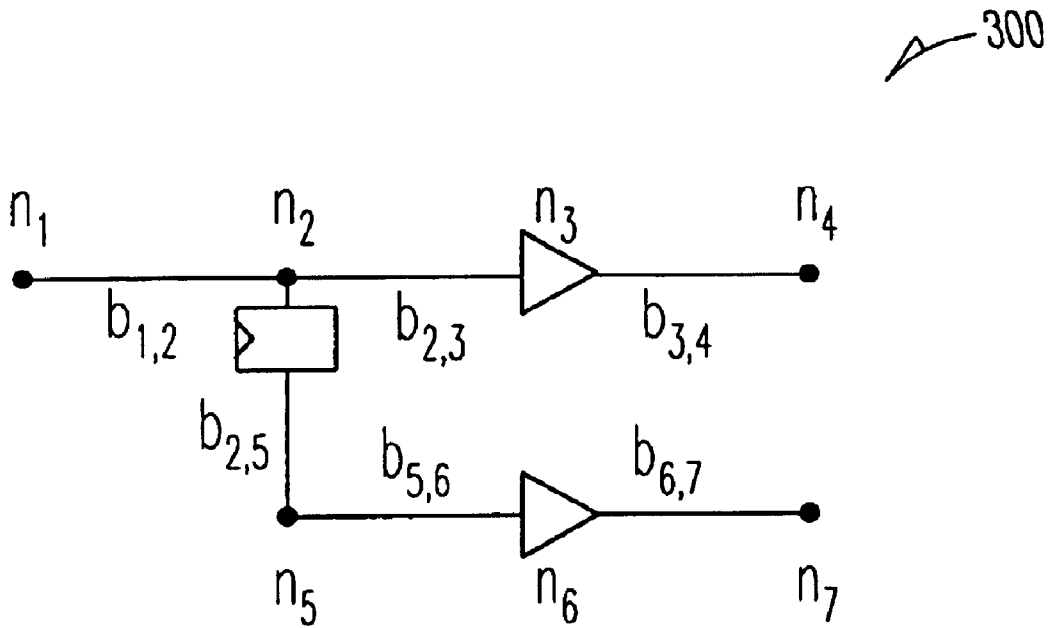 300
n₁ n₂ n₃ n₄
b₁,₂ b₂,₃ b₃,₄
b₂,₅ b₅,₆ b₆,₇
n₅ n₆ n₇